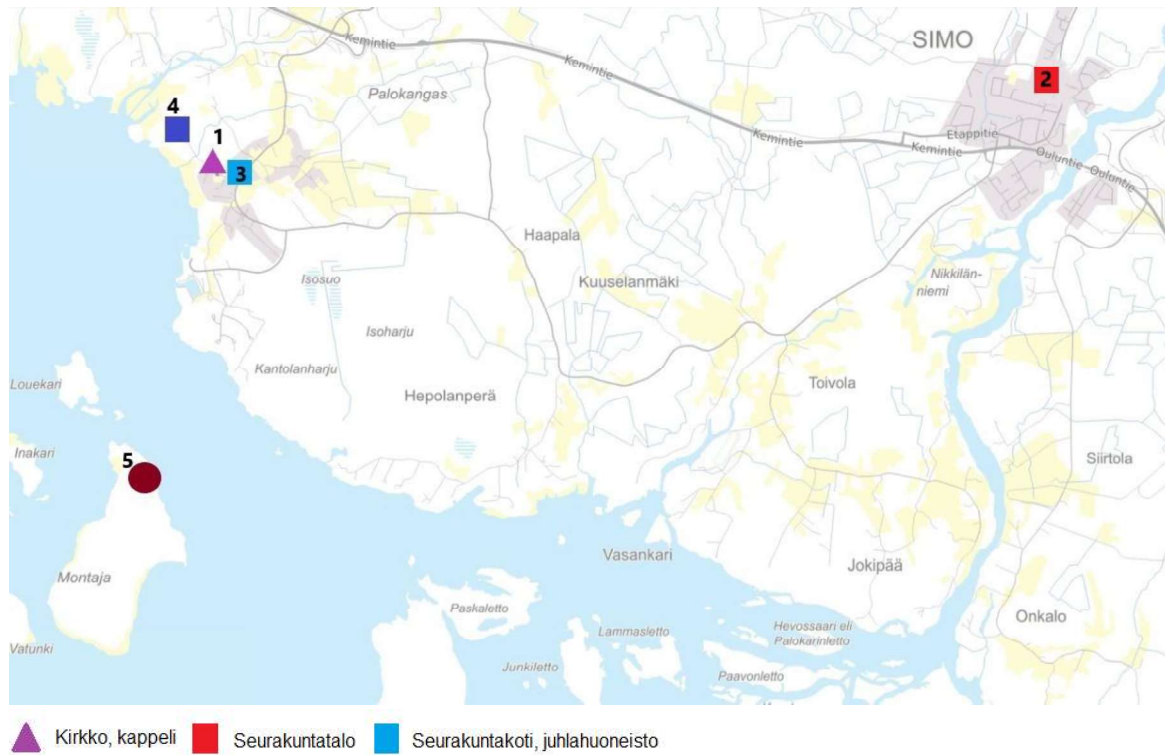 Kemintie
Kemintie
SIMO
2
Kemintie
Palokangas
4
1
3
Kemintie
Etappitie
Kemintie
Ouluntie
Ouluntie
Haapala
Isosuo
Kuuselanmäki
Nikkilän-
niemi
Isoharju
Kantolanharju
Louekari
Hepolanperä
Toivola
Inakari
5
Siirtola
Vasankari
Jokipää
Montaja
Paskaletto
Onkalo
Lammasletto
Hevossaari eli
Palokarinletto
Vatunki
Junkiletto
Paavonletto
Kirkko, kappeli
Seurakuntatalo
Seurakuntakoti, juhlahuoneisto